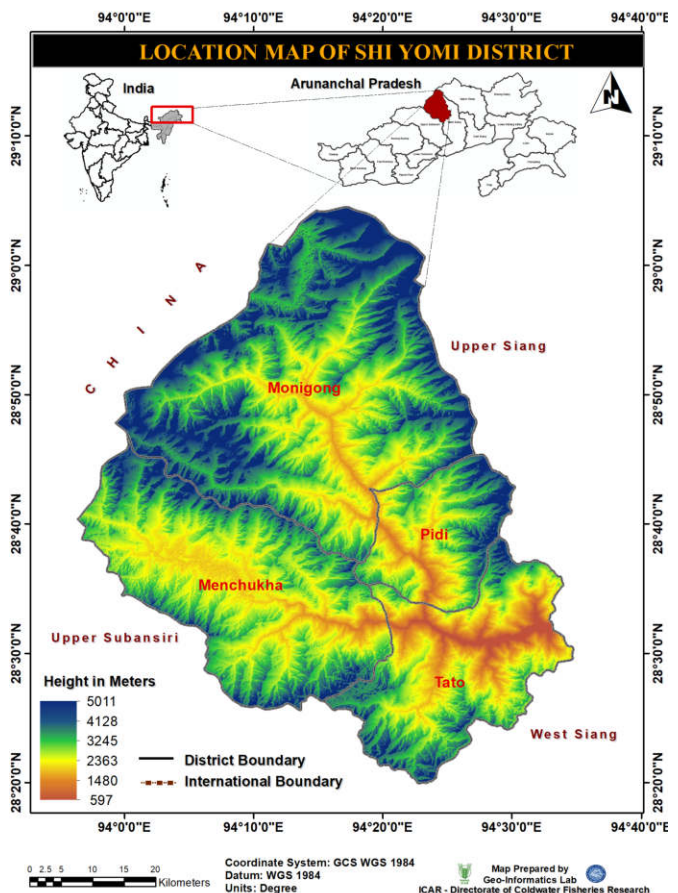 94°0'0"E 94°10'0"E 94°20'0"E 94°30'0"E 94°40'0"E
LOCATION MAP OF SHI YOMI DISTRICT
India
Arunanchal Pradesh
N
29°10'0"N 29°10'0"N
29°0'0"N 29°0'0"N
CHINA
Upper Siang
28°50'0"N 28°50'0"N
Monigong
28°40'0"N 28°40'0"N
Pidi
Menchukha
Upper Subansiri
28°30'0"N 28°30'0"N
Tato
West Siang
Height in Meters
5011
4128
3245
2363
1480
597
District Boundary
International Boundary
28°20'0"N 28°20'0"N
94°0'0"E 94°10'0"E 94°20'0"E 94°30'0"E 94°40'0"E
0 2.5 5 10 15 20
Kilometers
Coordinate System: GCS WGS 1984
Datum: WGS 1984
Units: Degree
Map Prepared by
Geo-Informatics Lab
ICAR - Directorate of Coldwater Fisheries Research